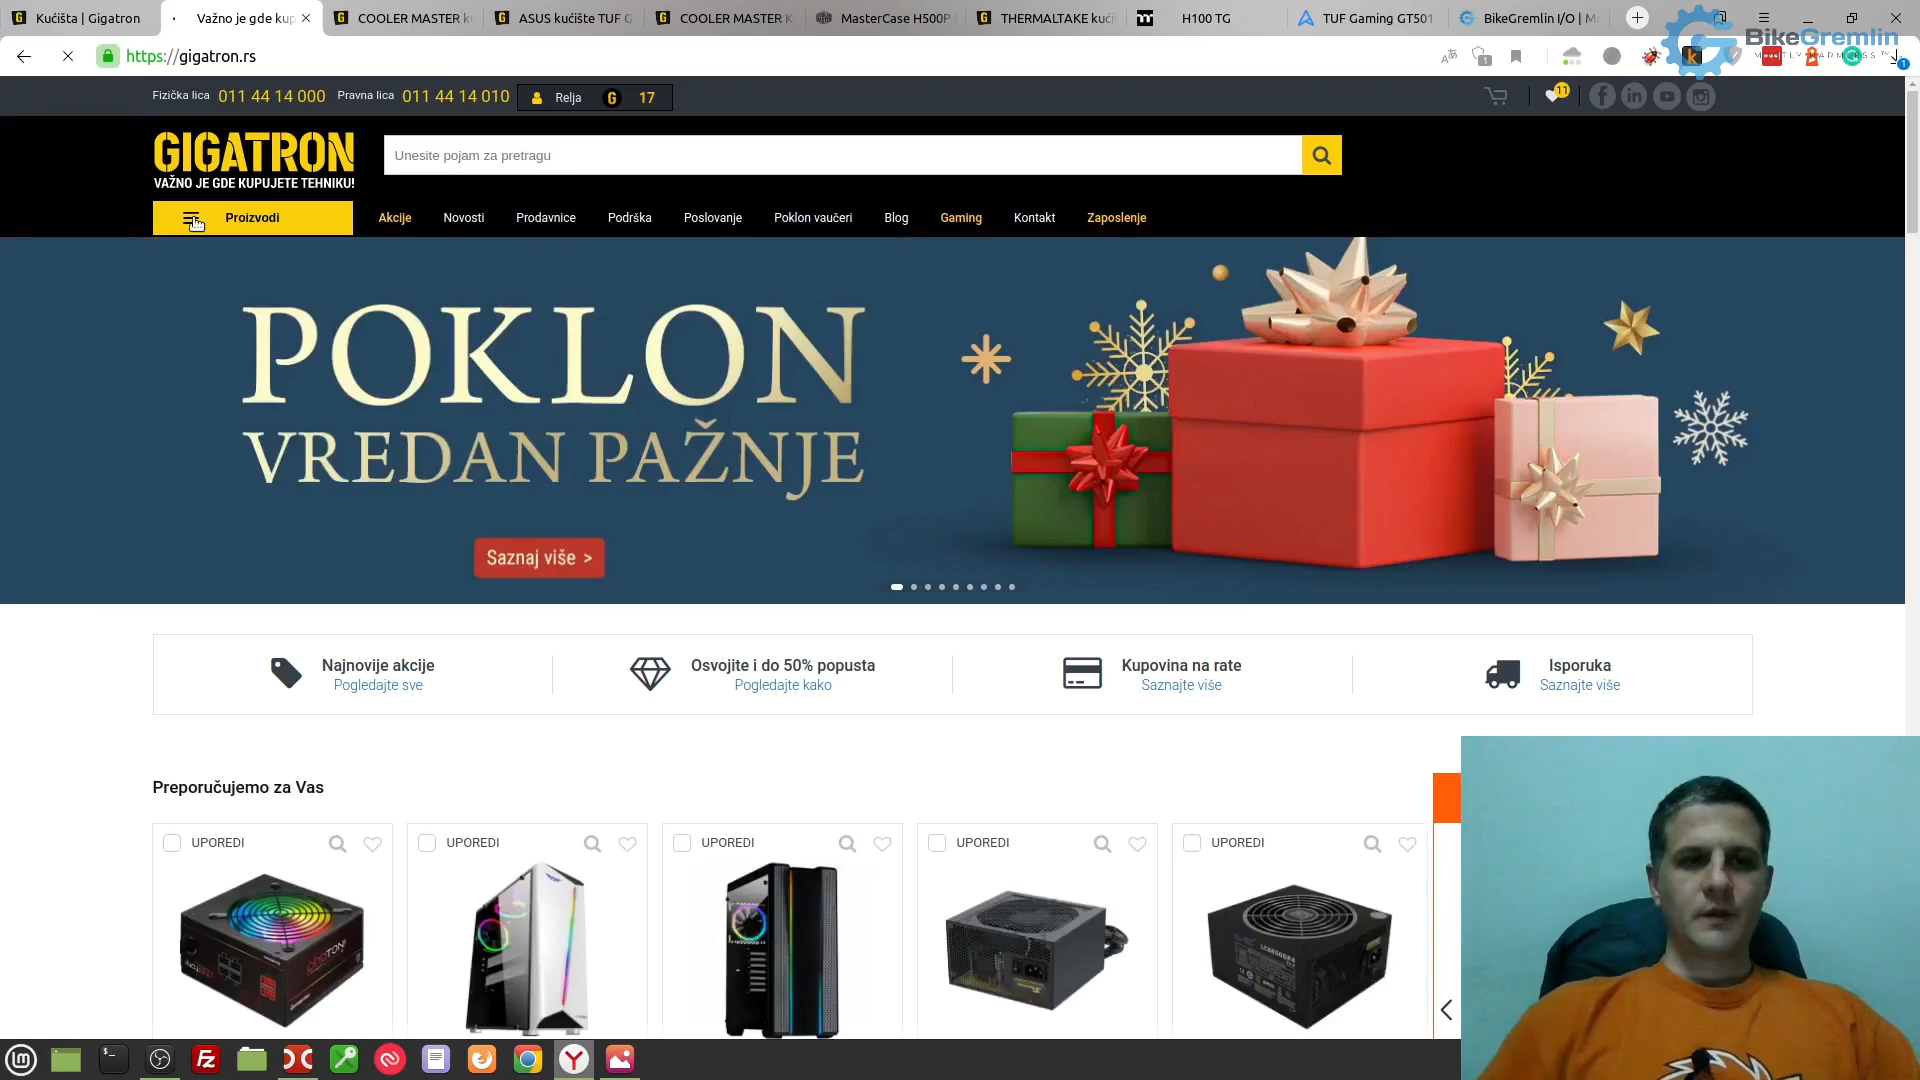 Kućišta | Gigatron
Važno je gde kup
COOLER MASTER k
ASUS kućište TUF G
COOLER MASTER K
MasterCase H500P
THERMALTAKE kući
H100 TG
TUF Gaming GT501
BikeGremlin I/O | M
https://gigatron.rs
BikeGremlin
MOSTLY HARMLESS ™
Fizička lica 011 44 14 000 Pravna lica 011 44 14 010 Relja G 17
11
GIGATRON
VAŽNO JE GDE KUPUJETE TEHNIKU!
Unesite pojam za pretragu
Proizvodi Akcije Novosti Prodavnice Podrška Poslovanje Poklon vaučeri Blog Gaming Kontakt Zaposlenje
POKLON
VREDAN PAŽNJE
Saznaj više >
Najnovije akcije
Pogledajte sve
Osvojite i do 50% popusta
Pogledajte kako
Kupovina na rate
Saznajte više
Isporuka
Saznajte više
Preporučujemo za Vas
UPOREDI
UPOREDI
UPOREDI
UPOREDI
UPOREDI